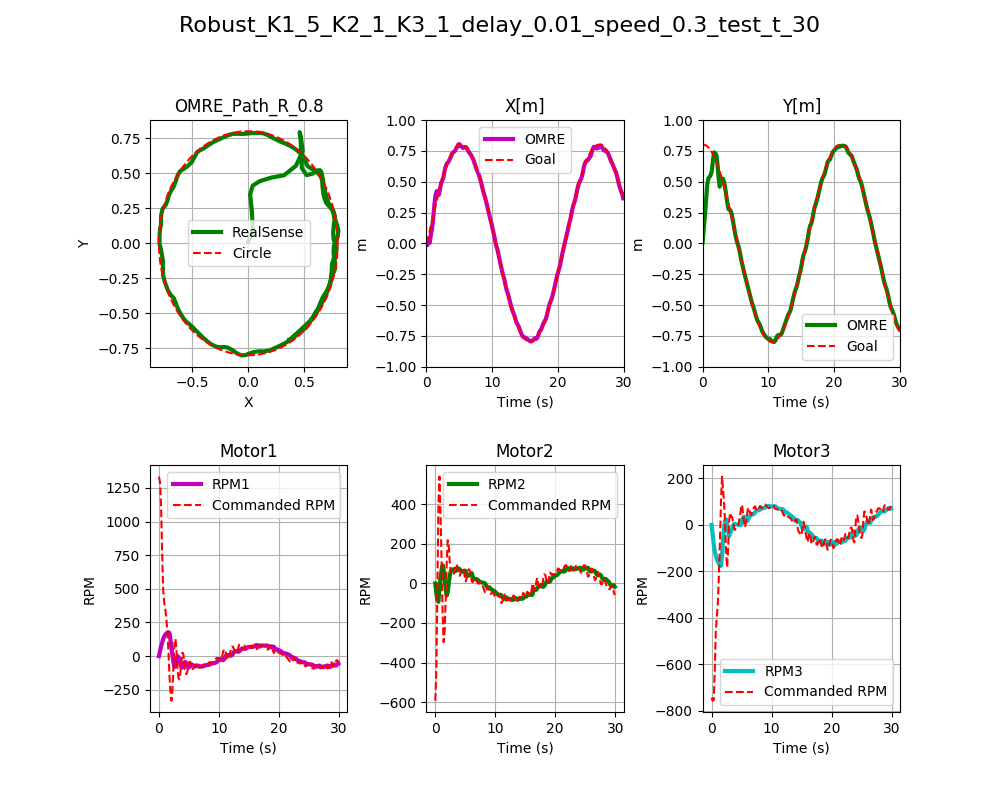 Robust_K1_5_K2_1_K3_1_delay_0.01_speed_0.3_test_t_30
OMRE_Path_R_0.8
Y
0.75
0.50
0.25
0.00
−0.25
−0.50
−0.75
RealSense
Circle
−0.5
0.0
0.5
X
X[m]
m
1.00
0.75
0.50
0.25
0.00
−0.25
−0.50
−0.75
−1.00
OMRE
Goal
0
10
20
30
Time (s)
Y[m]
m
1.00
0.75
0.50
0.25
0.00
−0.25
−0.50
−0.75
−1.00
OMRE
Goal
0
10
20
30
Time (s)
Motor1
RPM
1250
1000
750
500
250
0
−250
RPM1
Commanded RPM
0
10
20
30
Time (s)
Motor2
RPM
400
200
0
−200
−400
−600
RPM2
Commanded RPM
0
10
20
30
Time (s)
Motor3
RPM
200
0
−200
−400
−600
−800
RPM3
Commanded RPM
0
10
20
30
Time (s)